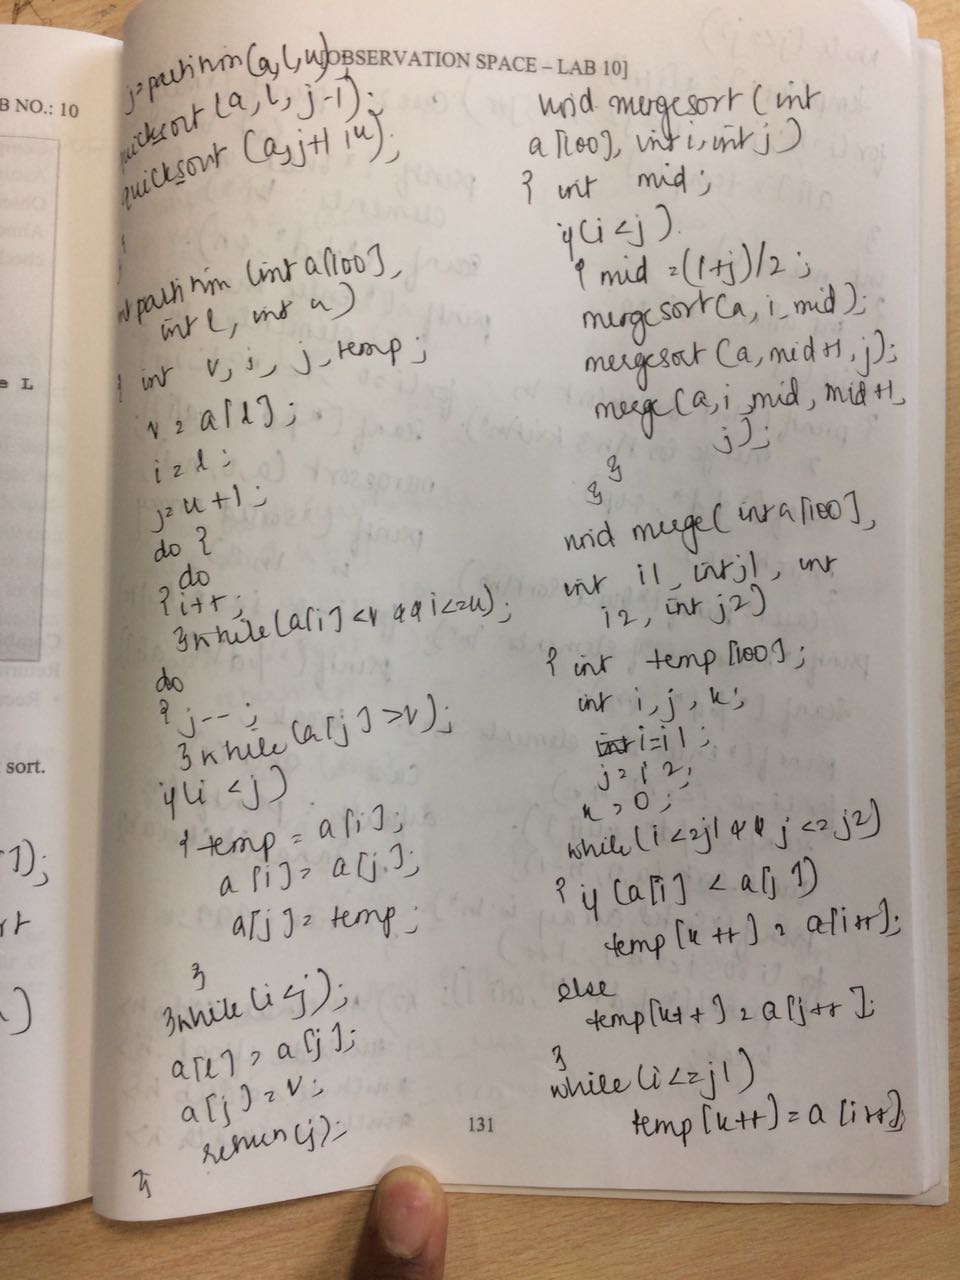 B NO.: 10
e L
sort.
]);
[OBSERVATION SPACE – LAB 10]
j=partition(a,l,u);
quicksort (a, l, j-1);
quicksort (a, j+1, u);
}
}
int partition (int a[100],
int l, int u)
{ int v, i, j, temp;
v = a[l];
i = l;
j = u+1;
do {
do
{ i++;
}while(a[i]<v && i<=u);
do
{ j--;
}while(a[j]>v);
if(i<j)
{ temp = a[i];
a[i] = a[j];
a[j] = temp;
}
}while(i<j);
a[l] = a[j];
a[j] = v;
return(j);
}
void mergesort (int
a[100], int i, int j)
{ int mid;
if(i<j)
{ mid =(i+j)/2;
mergesort(a, i, mid);
mergesort(a, mid+1, j);
merge(a, i, mid, mid+1,
j);
}
}
void merge(int a[100],
int i1, int j1, int
i2, int j2)
{ int temp[100];
int i, j, k;
i=i1;
j=i2;
k=0;
while(i<=j1 && j<=j2)
{ if (a[i] < a[j])
temp[k++] = a[i++];
else
temp[k++] = a[j++];
}
while(i<=j1)
temp[k++] = a[i++];
131